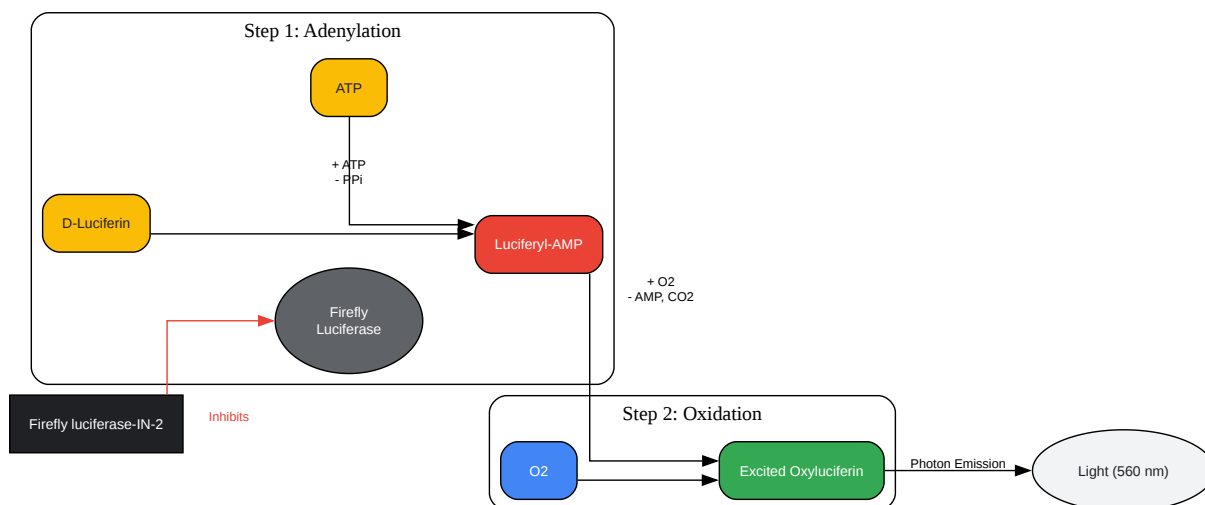 Step 1: Adenylation
ATP
+ ATP
- PPi
D-Luciferin
Luciferyl-AMP
+ O2
- AMP, CO2
Firefly
Luciferase
Firefly luciferase-IN-2
Inhibits
Step 2: Oxidation
O2
Excited Oxyluciferin
Photon Emission
Light (560 nm)